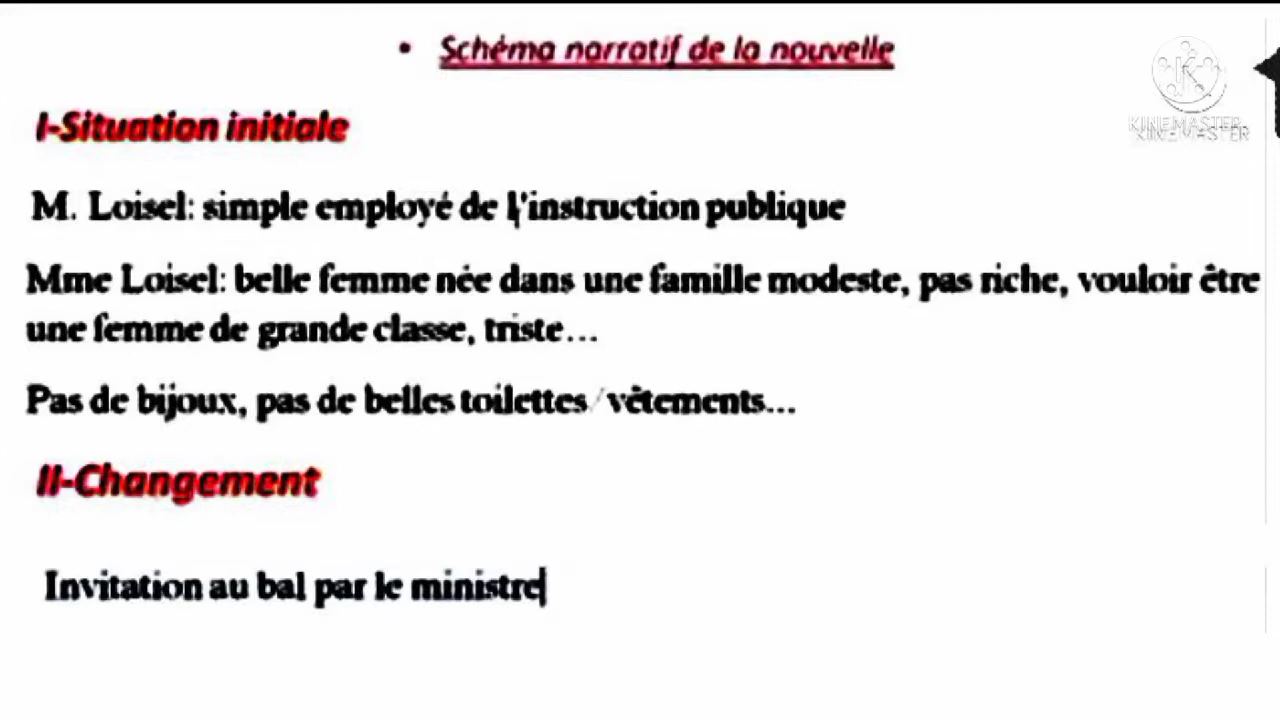 • Schéma narratif de la nouvelle
I-Situation initiale
M. Loisel: simple employé de l'instruction publique
Mme Loisel: belle femme née dans une famille modeste, pas riche, vouloir être
une femme de grande classe, triste...
Pas de bijoux, pas de belles toilettes/vêtements...
II-Changement
Invitation au bal par le ministre
KINEMASTER
KINEMASTER